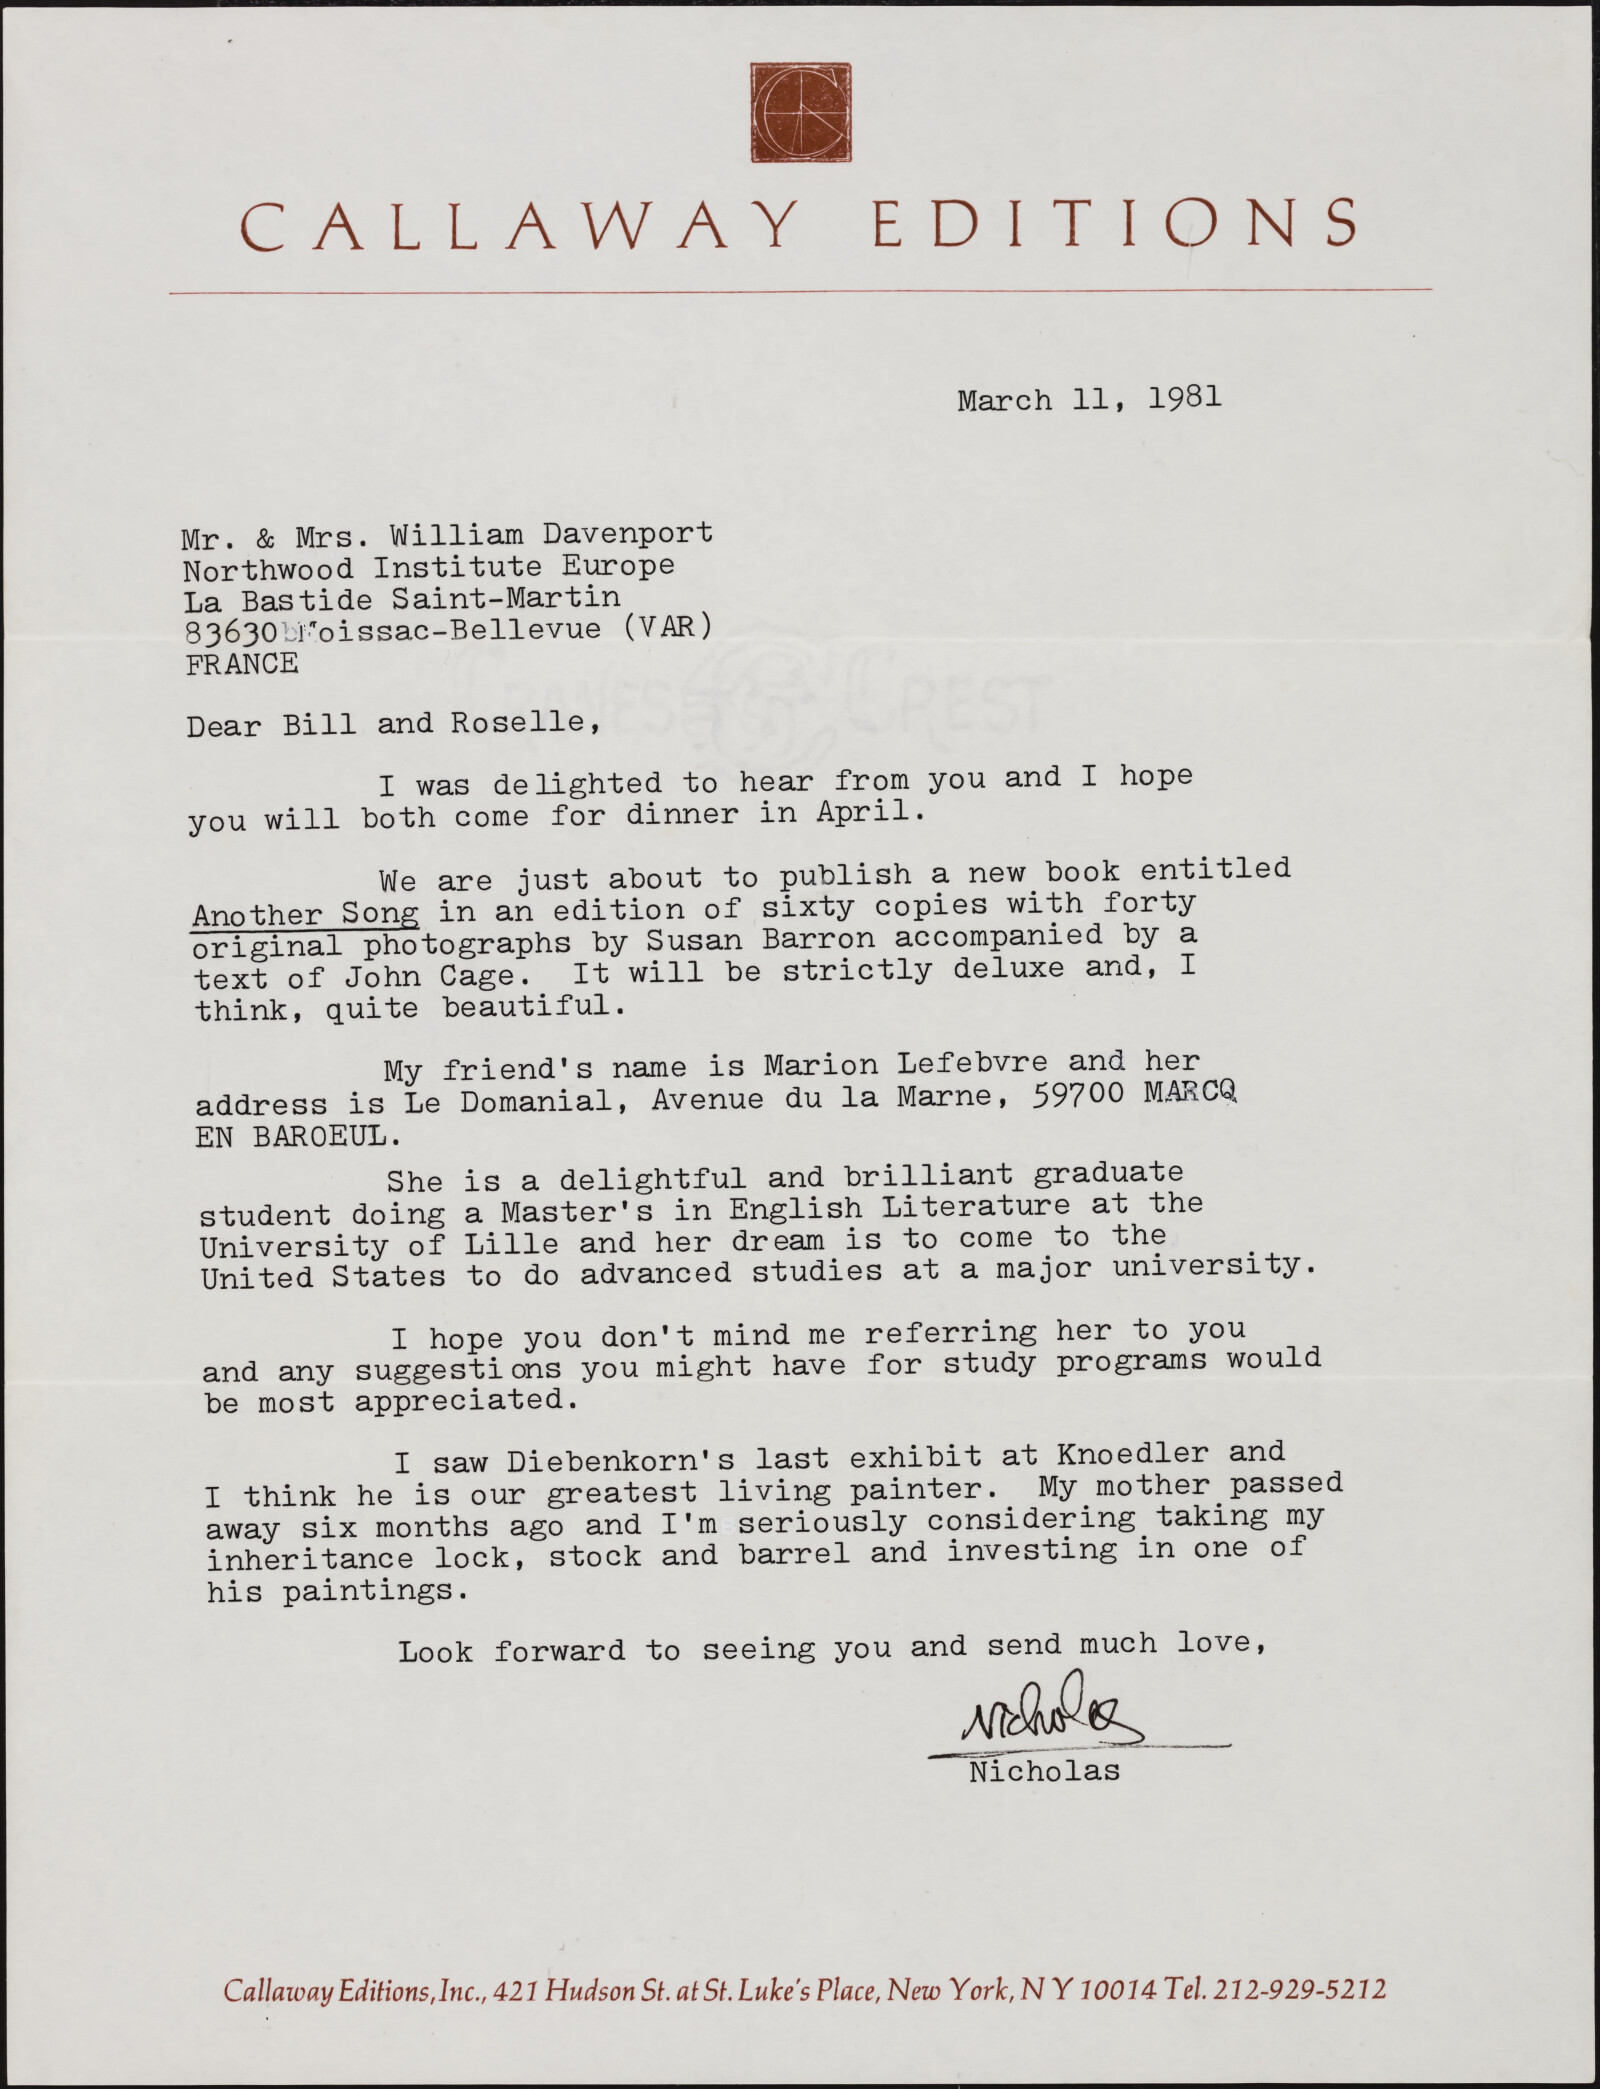 CALLAWAY EDITIONS
March 11, 1981
Mr. & Mrs. William Davenport
Northwood Institute Europe
La Bastide Saint-Martin
83630 Moissac-Bellevue (VAR)
FRANCE
CRANES CREST
Dear Bill and Roselle,
I was delighted to hear from you and I hope
you will both come for dinner in April.
We are just about to publish a new book entitled
Another Song in an edition of sixty copies with forty
original photographs by Susan Barron accompanied by a
text of John Cage. It will be strictly deluxe and, I
think, quite beautiful.
My friend's name is Marion Lefebvre and her
address is Le Domanial, Avenue du la Marne, 59700 MARCQ
EN BAROEUL.
She is a delightful and brilliant graduate
student doing a Master's in English Literature at the
University of Lille and her dream is to come to the
United States to do advanced studies at a major university.
I hope you don't mind me referring her to you
and any suggestions you might have for study programs would
be most appreciated.
I saw Diebenkorn's last exhibit at Knoedler and
I think he is our greatest living painter. My mother passed
away six months ago and I'm seriously considering taking my
inheritance lock, stock and barrel and investing in one of
his paintings.
Look forward to seeing you and send much love,
Nicholas
Nicholas
Callaway Editions, Inc., 421 Hudson St. at St. Luke's Place, New York, N Y 10014 Tel. 212-929-5212